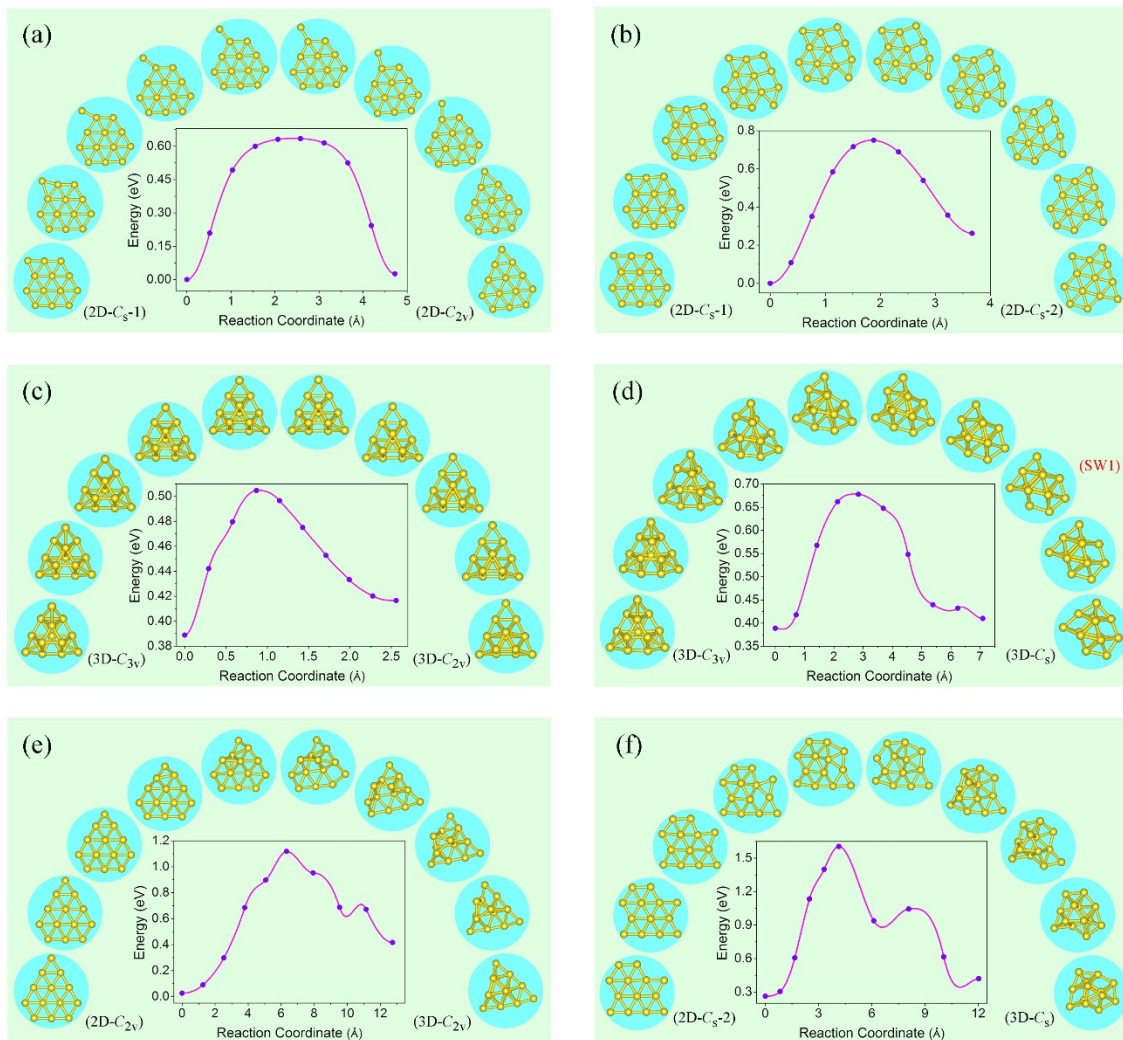 (a)
Energy (eV)
0.60
0.45
0.30
0.15
0.00
0 1 2 3 4 5
Reaction Coordinate (Å)
(2D-Cs-1)
(2D-C2v)
(b)
Energy (eV)
0.8
0.6
0.4
0.2
0.0
0 1 2 3 4
Reaction Coordinate (Å)
(2D-Cs-1)
(2D-Cs-2)
(c)
Energy (eV)
0.50
0.48
0.46
0.44
0.42
0.40
0.38
0.0 0.5 1.0 1.5 2.0 2.5
Reaction Coordinate (Å)
(3D-C3v)
(3D-C2v)
(d)
(SW1)
Energy (eV)
0.70
0.65
0.60
0.55
0.50
0.45
0.40
0.35
0 1 2 3 4 5 6 7
Reaction Coordinate (Å)
(3D-C3v)
(3D-Cs)
(e)
Energy (eV)
1.2
1.0
0.8
0.6
0.4
0.2
0.0
0 2 4 6 8 10 12
Reaction Coordinate (Å)
(2D-C2v)
(3D-C2v)
(f)
Energy (eV)
1.5
1.2
0.9
0.6
0.3
0 3 6 9 12
Reaction Coordinate (Å)
(2D-Cs-2)
(3D-Cs)